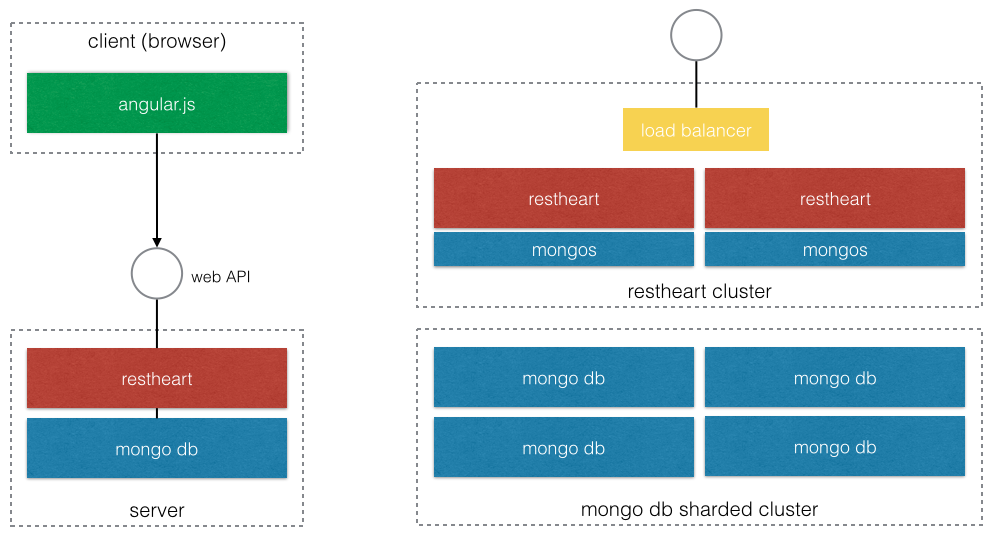 client (browser)
angular.js
web API
restheart
mongo db
server
load balancer
restheart
restheart
mongos
mongos
restheart cluster
mongo db
mongo db
mongo db
mongo db
mongo db sharded cluster